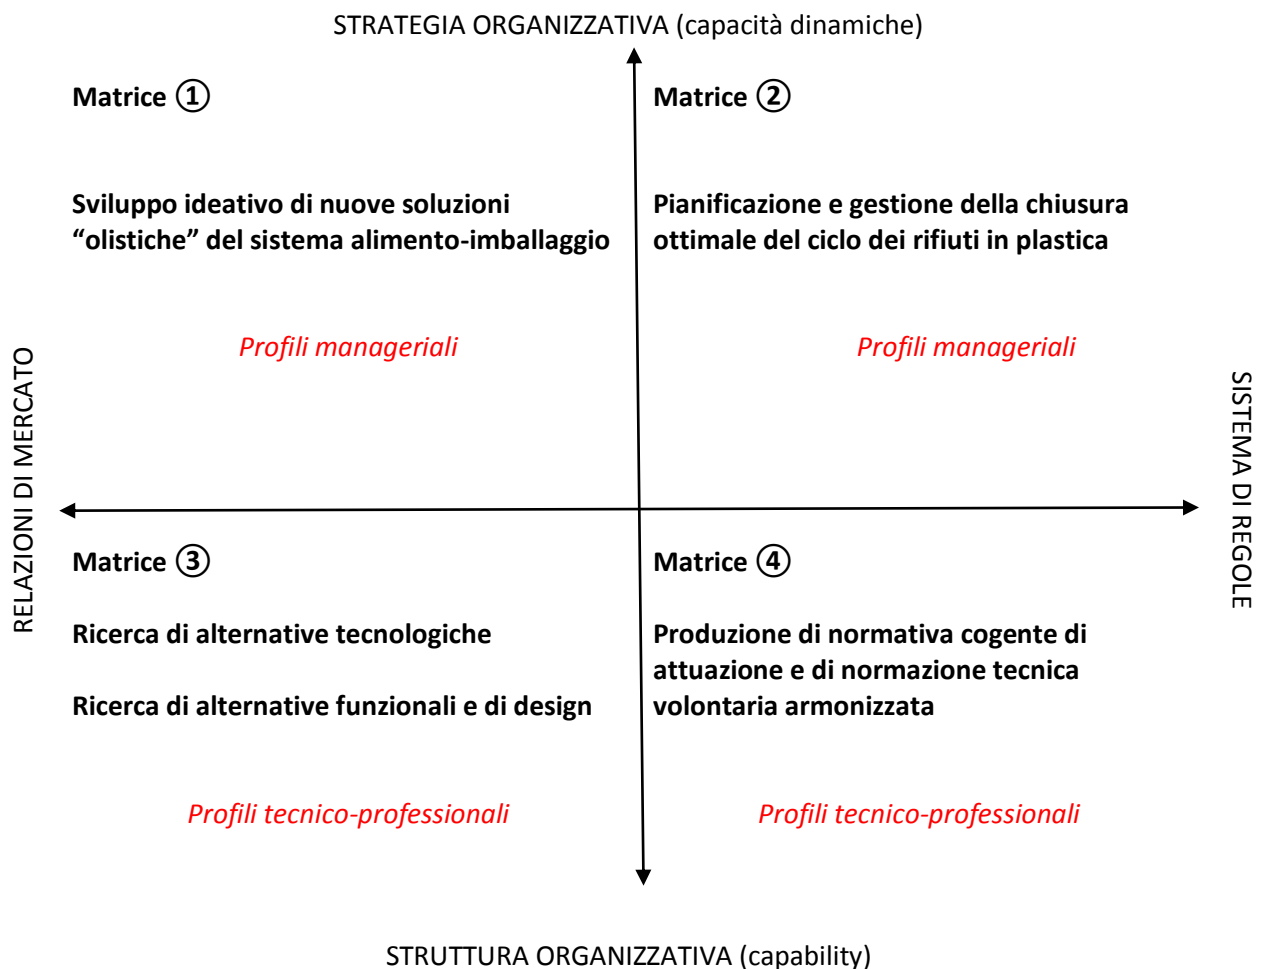 STRATEGIA ORGANIZZATIVA (capacità dinamiche)
Matrice ①
Matrice ②
Sviluppo ideativo di nuove soluzioni
“olistiche” del sistema alimento-imballaggio
Pianificazione e gestione della chiusura
ottimale del ciclo dei rifiuti in plastica
Profili manageriali
Profili manageriali
RELAZIONI DI MERCATO
SISTEMA DI REGOLE
Matrice ③
Matrice ④
Ricerca di alternative tecnologiche
Ricerca di alternative funzionali e di design
Produzione di normativa cogente di
attuazione e di normazione tecnica
volontaria armonizzata
Profili tecnico-professionali
Profili tecnico-professionali
STRUTTURA ORGANIZZATIVA (capability)